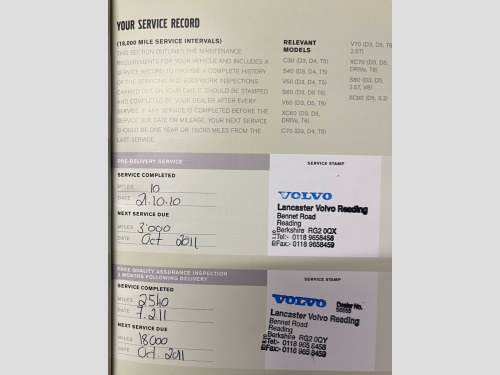 YOUR SERVICE RECORD
(18,000 MILE SERVICE INTERVALS)
THIS SECTION OUTLINES THE MAINTENANCE
REQUIREMENTS FOR YOUR VEHICLE AND INCLUDES A
SERVICE RECORD TO PROVIDE A COMPLETE HISTORY
OF THE SERVICING AND BODYWORK INSPECTIONS
CARRIED OUT ON YOUR CAR. IT SHOULD BE STAMPED
AND COMPLETED BY YOUR DEALER AFTER EVERY
SERVICE. IF ANY SERVICE IS COMPLETED BEFORE THE
SERVICE DUE DATE OR MILEAGE, YOUR NEXT SERVICE
SHOULD BE ONE YEAR OR 18,000 MILES FROM THE
LAST SERVICE.
RELEVANT
MODELS
C30 (D3, D4, T5)
S40 (D3, D4, T5)
V50 (D3, D4, T5)
S60 (D3, D5, T6)
V60 (D3, D5, T6)
XC60 (D3, D5,
DRIVe, T6)
C70 (D3, D4, T5)
V70 (D3, D5, T6,
2.5T)
XC70 (D3, D5,
DRIVe, T6)
S80 (D3, D5,
2.5T, V8)
XC90 (D5, 3.2)
PRE-DELIVERY SERVICE
SERVICE STAMP
SERVICE COMPLETED
MILES 10
DATE 21.10.10
NEXT SERVICE DUE
MILES 3'000
DATE Oct 2011
VOLVO
Lancaster Volvo Reading
Bennet Road
Reading
Berkshire RG2 0QX
Tel:- 0118 9658458
Fax:- 0118 9658459
FREE QUALITY ASSURANCE INSPECTION
3 MONTHS FOLLOWING DELIVERY
SERVICE STAMP
SERVICE COMPLETED
MILES 2540
DATE 7.2.11
NEXT SERVICE DUE
MILES 18000
DATE Oct 2011
VOLVO
Dealer No.
Lancaster Volvo Reading
Bennet Road
Reading
Berkshire RG2 0QY
Tel:- 0118 965 8458
Fax:- 0118 965 8459